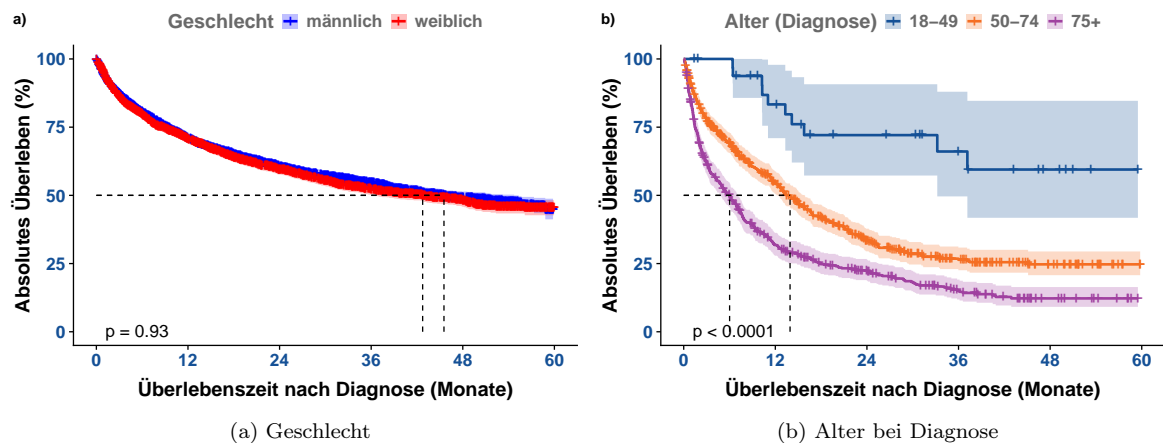 a) Geschlecht männlich weiblich
Absolutes Überleben (%)
100
75
50
25
0
p = 0.93
0 12 24 36 48 60
Überlebenszeit nach Diagnose (Monate)
(a) Geschlecht
b) Alter (Diagnose) 18−49 50−74 75+
Absolutes Überleben (%)
100
75
50
25
0
p < 0.0001
0 12 24 36 48 60
Überlebenszeit nach Diagnose (Monate)
(b) Alter bei Diagnose